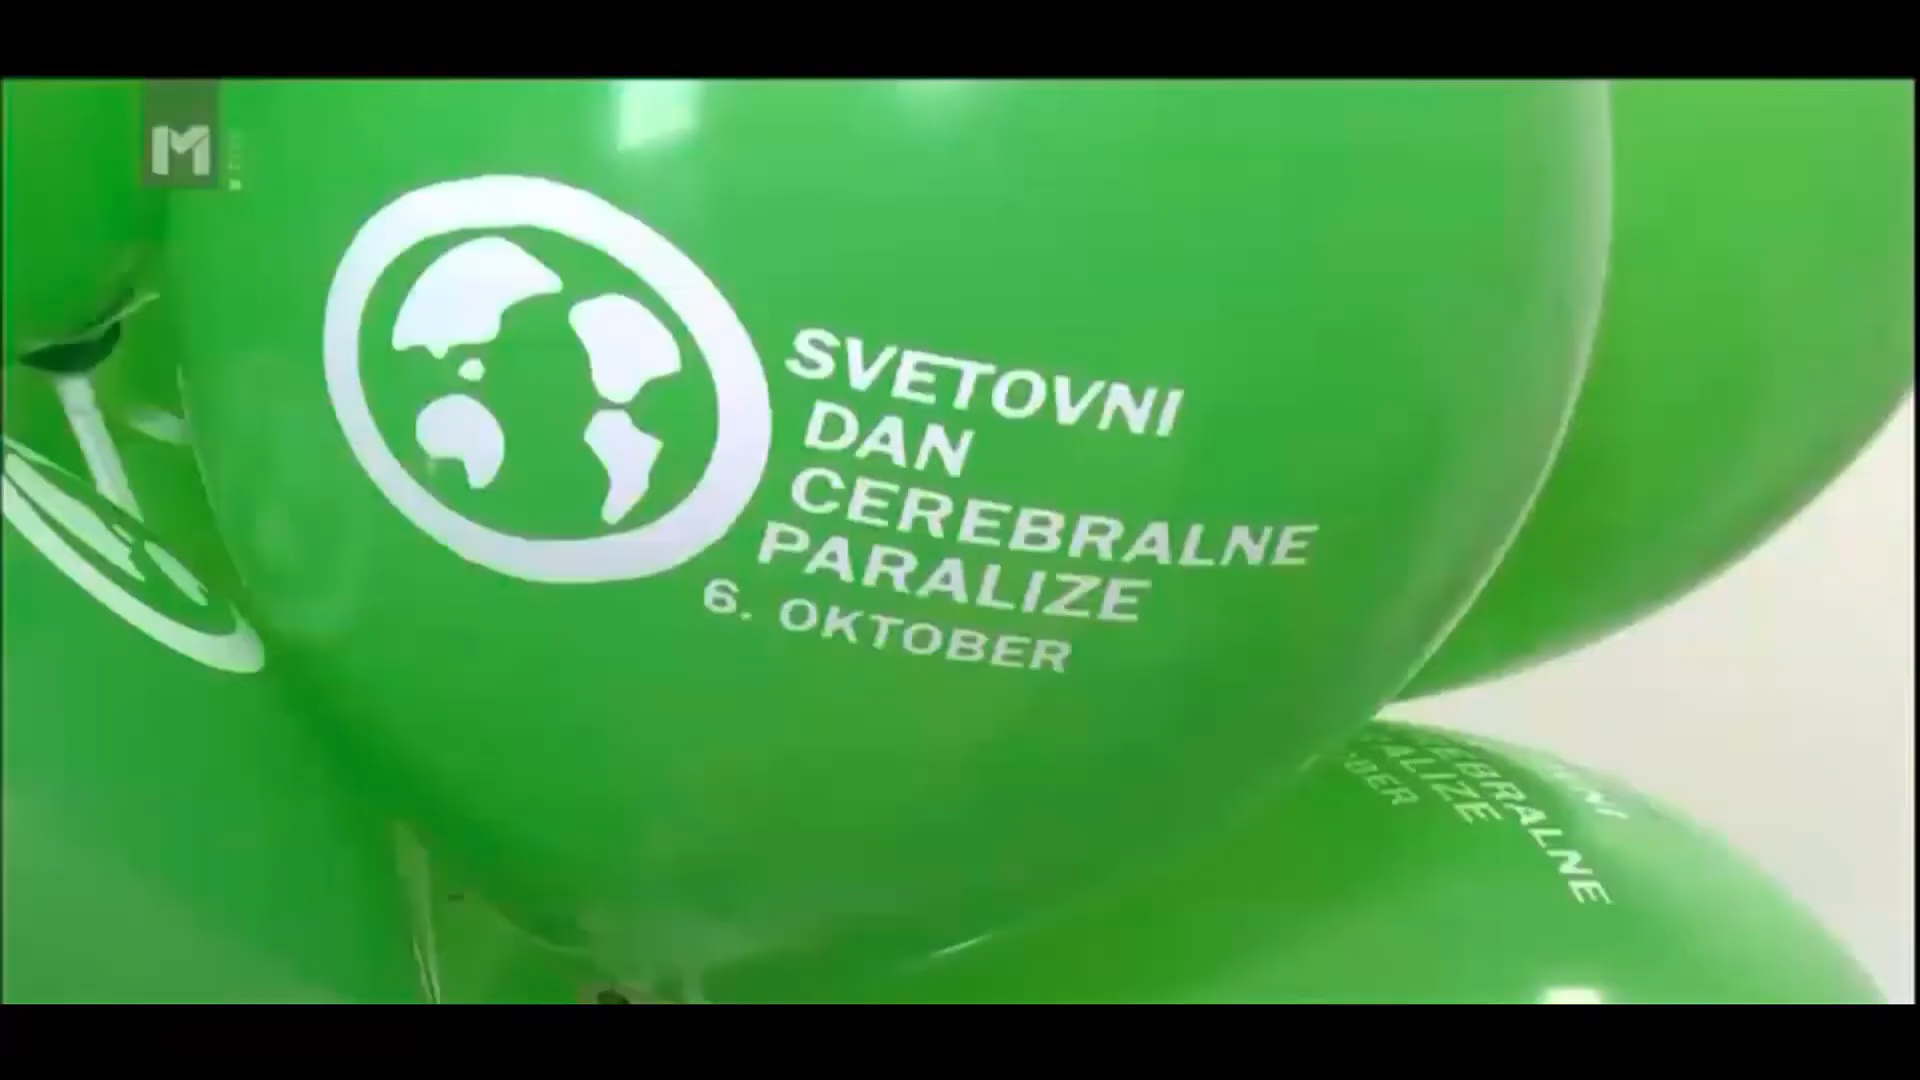 M
SVETOVNI
DAN
CEREBRALNE
PARALIZE
6. OKTOBER